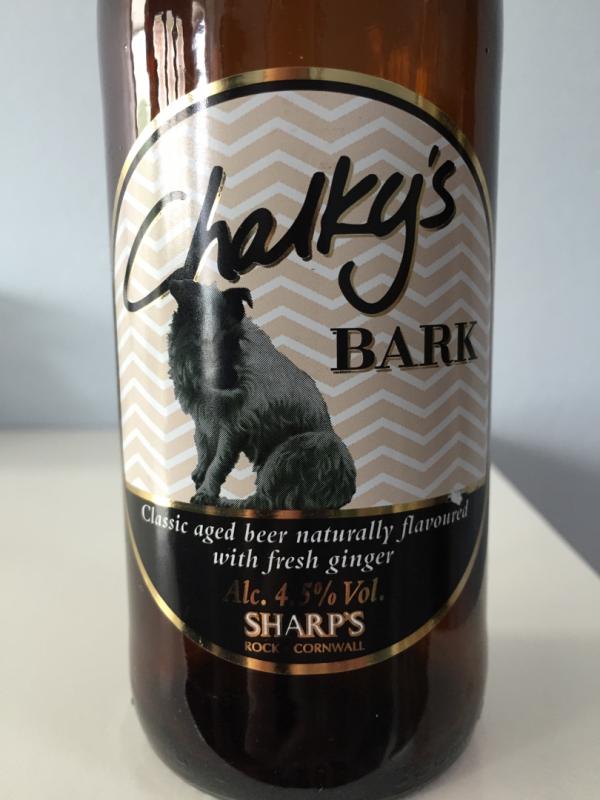 Chalky's
BARK
Classic aged beer naturally flavoured
with fresh ginger
Alc. 4.5% Vol.
SHARP'S
ROCK CORNWALL